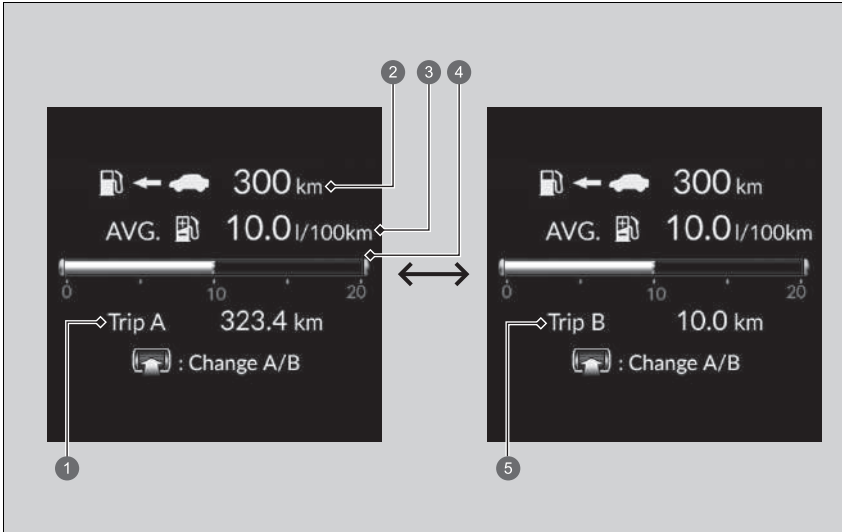 2 3 4
300 km
AVG. 10.0 l/100km
0 10 20
Trip A 323.4 km
: Change A/B
1
300 km
AVG. 10.0 l/100km
0 10 20
Trip B 10.0 km
: Change A/B
5